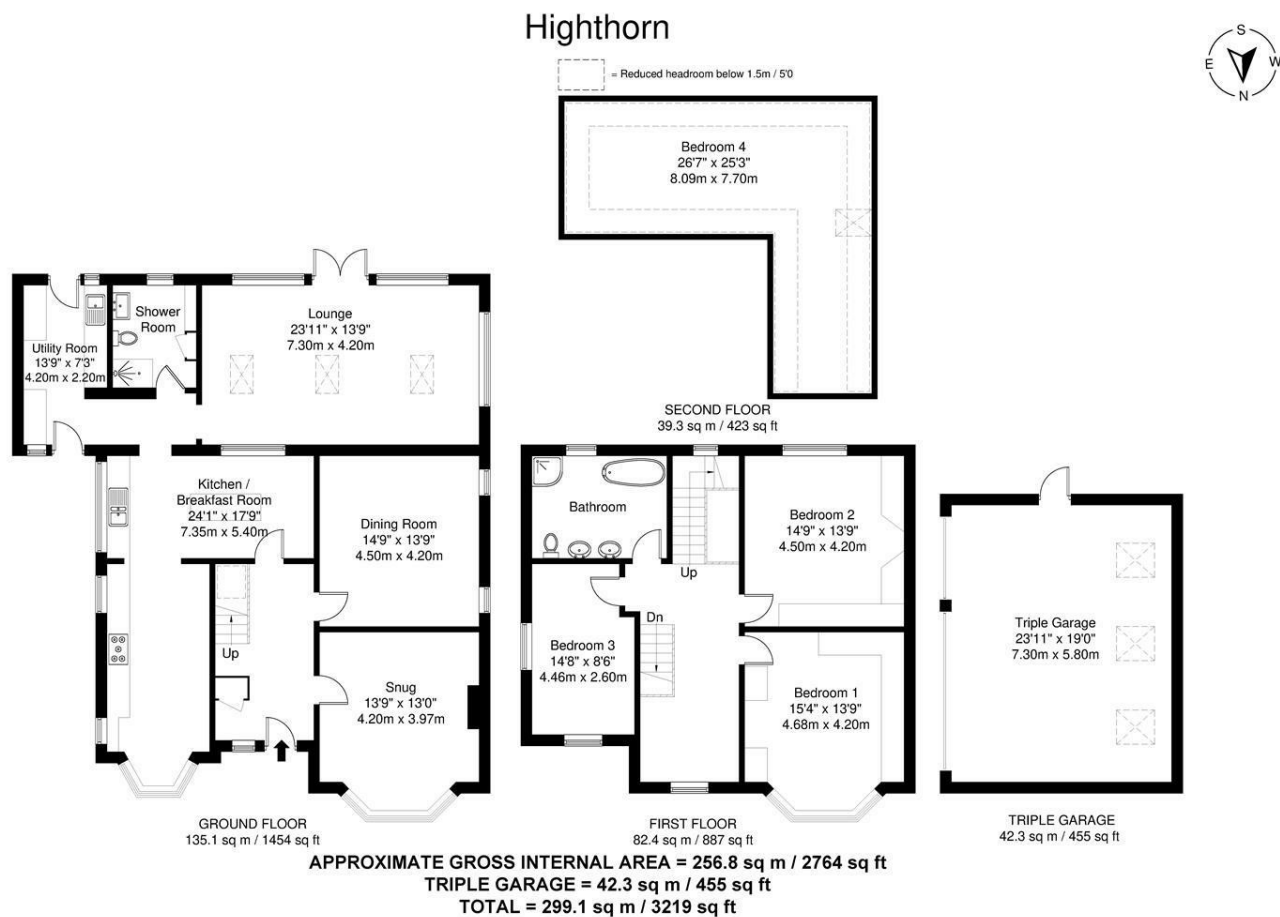 Highthorn
S
E W
N
= Reduced headroom below 1.5m / 5'0
Bedroom 4
26'7" x 25'3"
8.09m x 7.70m
SECOND FLOOR
39.3 sq m / 423 sq ft
Utility Room
13'9" x 7'3"
4.20m x 2.20m
Shower
Room
Lounge
23'11" x 13'9"
7.30m x 4.20m
Kitchen /
Breakfast Room
24'1" x 17'9"
7.35m x 5.40m
Dining Room
14'9" x 13'9"
4.50m x 4.20m
Up
Snug
13'9" x 13'0"
4.20m x 3.97m
GROUND FLOOR
135.1 sq m / 1454 sq ft
Bathroom
Up
Bedroom 2
14'9" x 13'9"
4.50m x 4.20m
Dn
Bedroom 3
14'8" x 8'6"
4.46m x 2.60m
Bedroom 1
15'4" x 13'9"
4.68m x 4.20m
FIRST FLOOR
82.4 sq m / 887 sq ft
Triple Garage
23'11" x 19'0"
7.30m x 5.80m
TRIPLE GARAGE
42.3 sq m / 455 sq ft
APPROXIMATE GROSS INTERNAL AREA = 256.8 sq m / 2764 sq ft
TRIPLE GARAGE = 42.3 sq m / 455 sq ft
TOTAL = 299.1 sq m / 3219 sq ft